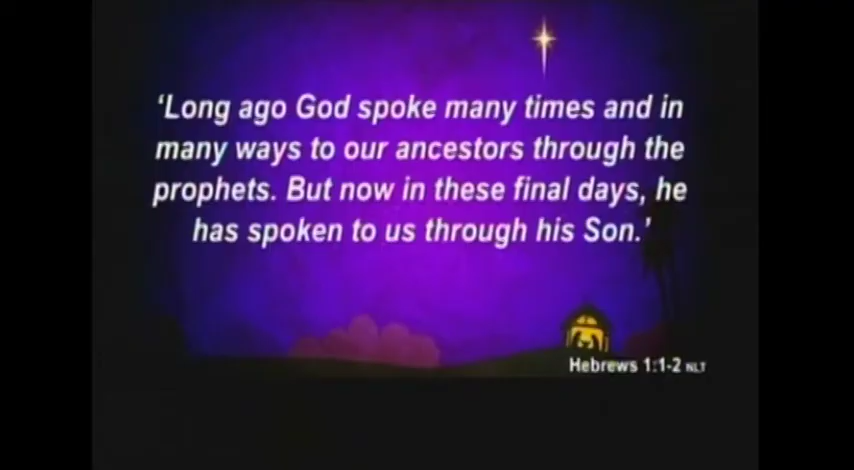 ‘Long ago God spoke many times and in
many ways to our ancestors through the
prophets. But now in these final days, he
has spoken to us through his Son.’
Hebrews 1:1-2 NLT